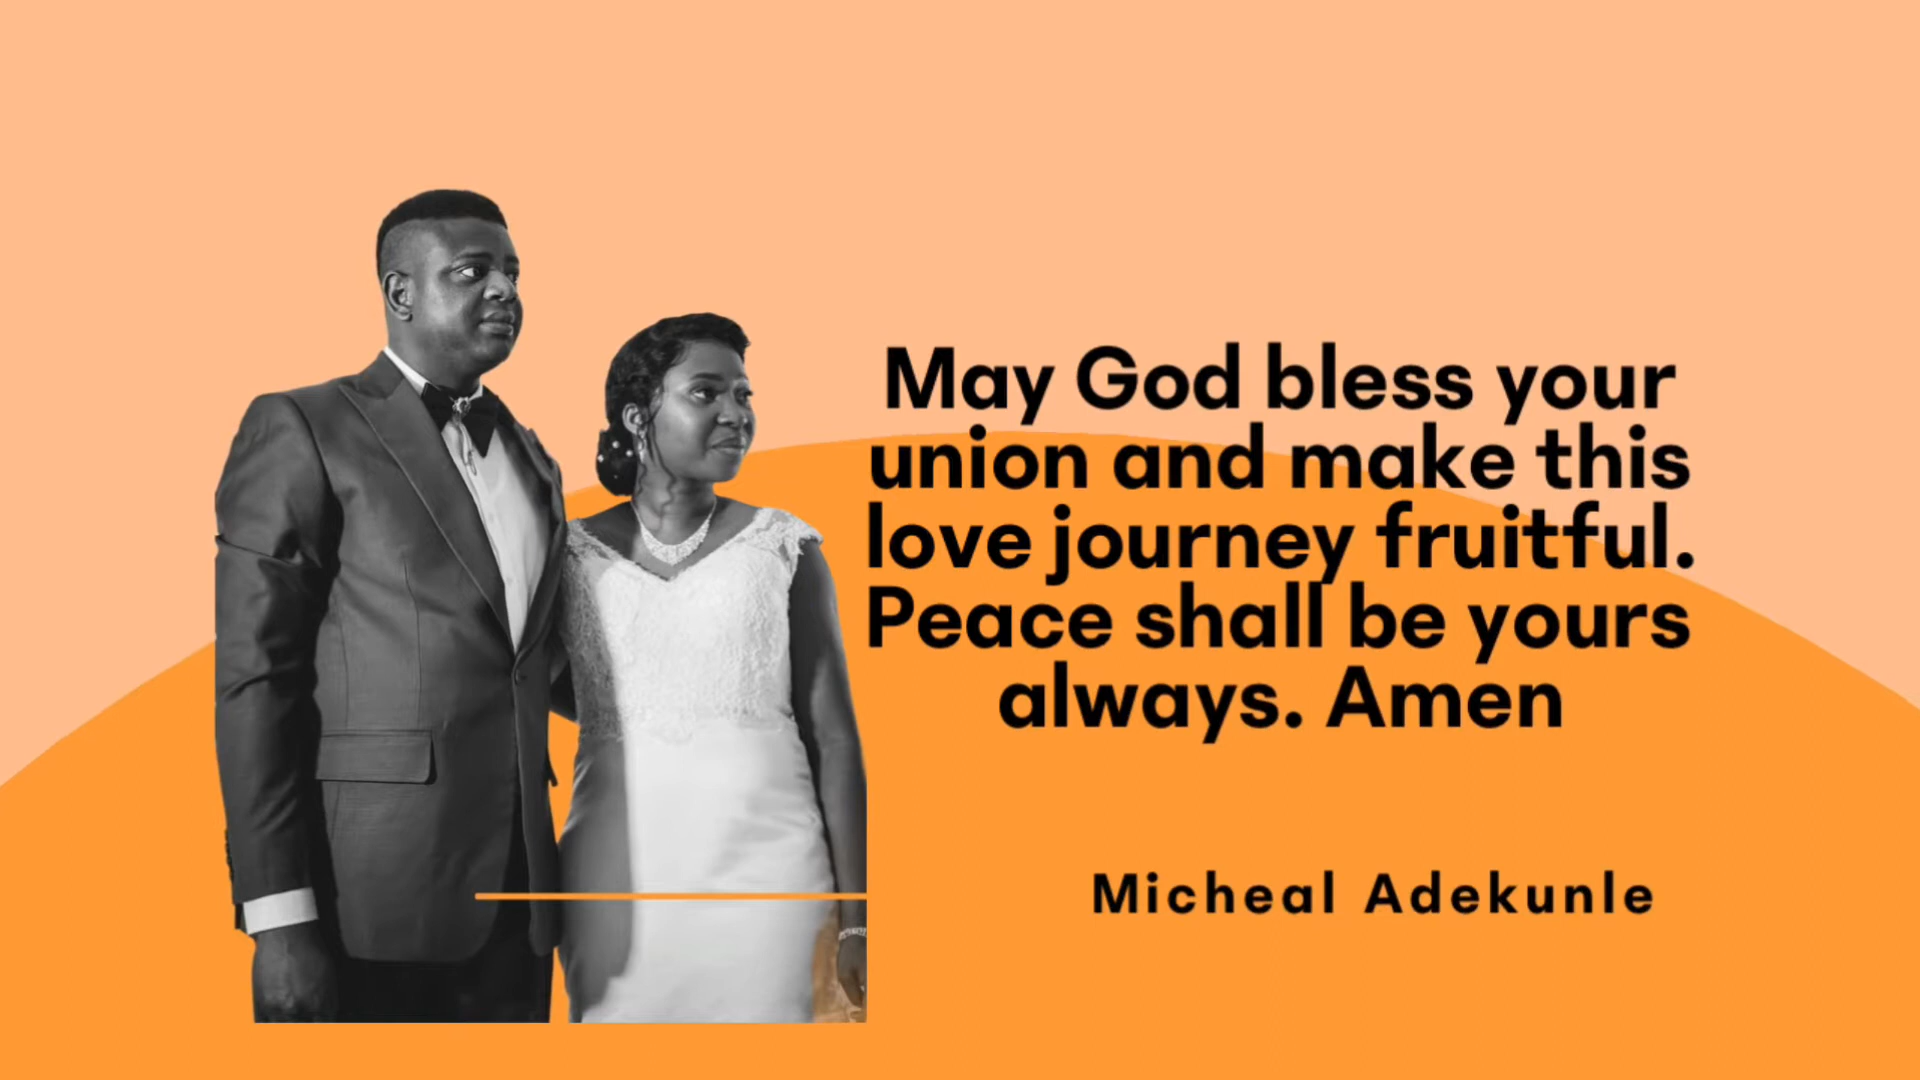 May God bless your
union and make this
love journey fruitful.
Peace shall be yours
always. Amen
Micheal Adekunle